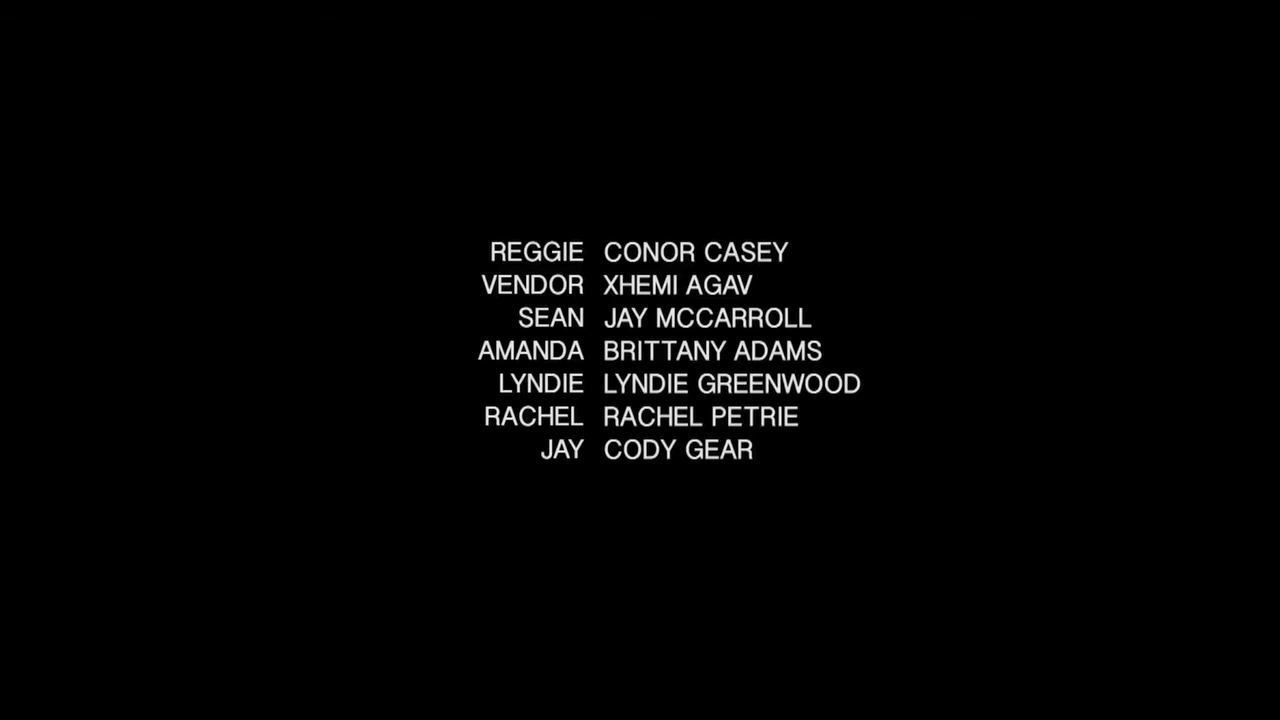 REGGIE CONOR CASEY
VENDOR XHEMI AGAV
SEAN JAY MCCARROLL
AMANDA BRITTANY ADAMS
LYNDIE LYNDIE GREENWOOD
RACHEL RACHEL PETRIE
JAY CODY GEAR